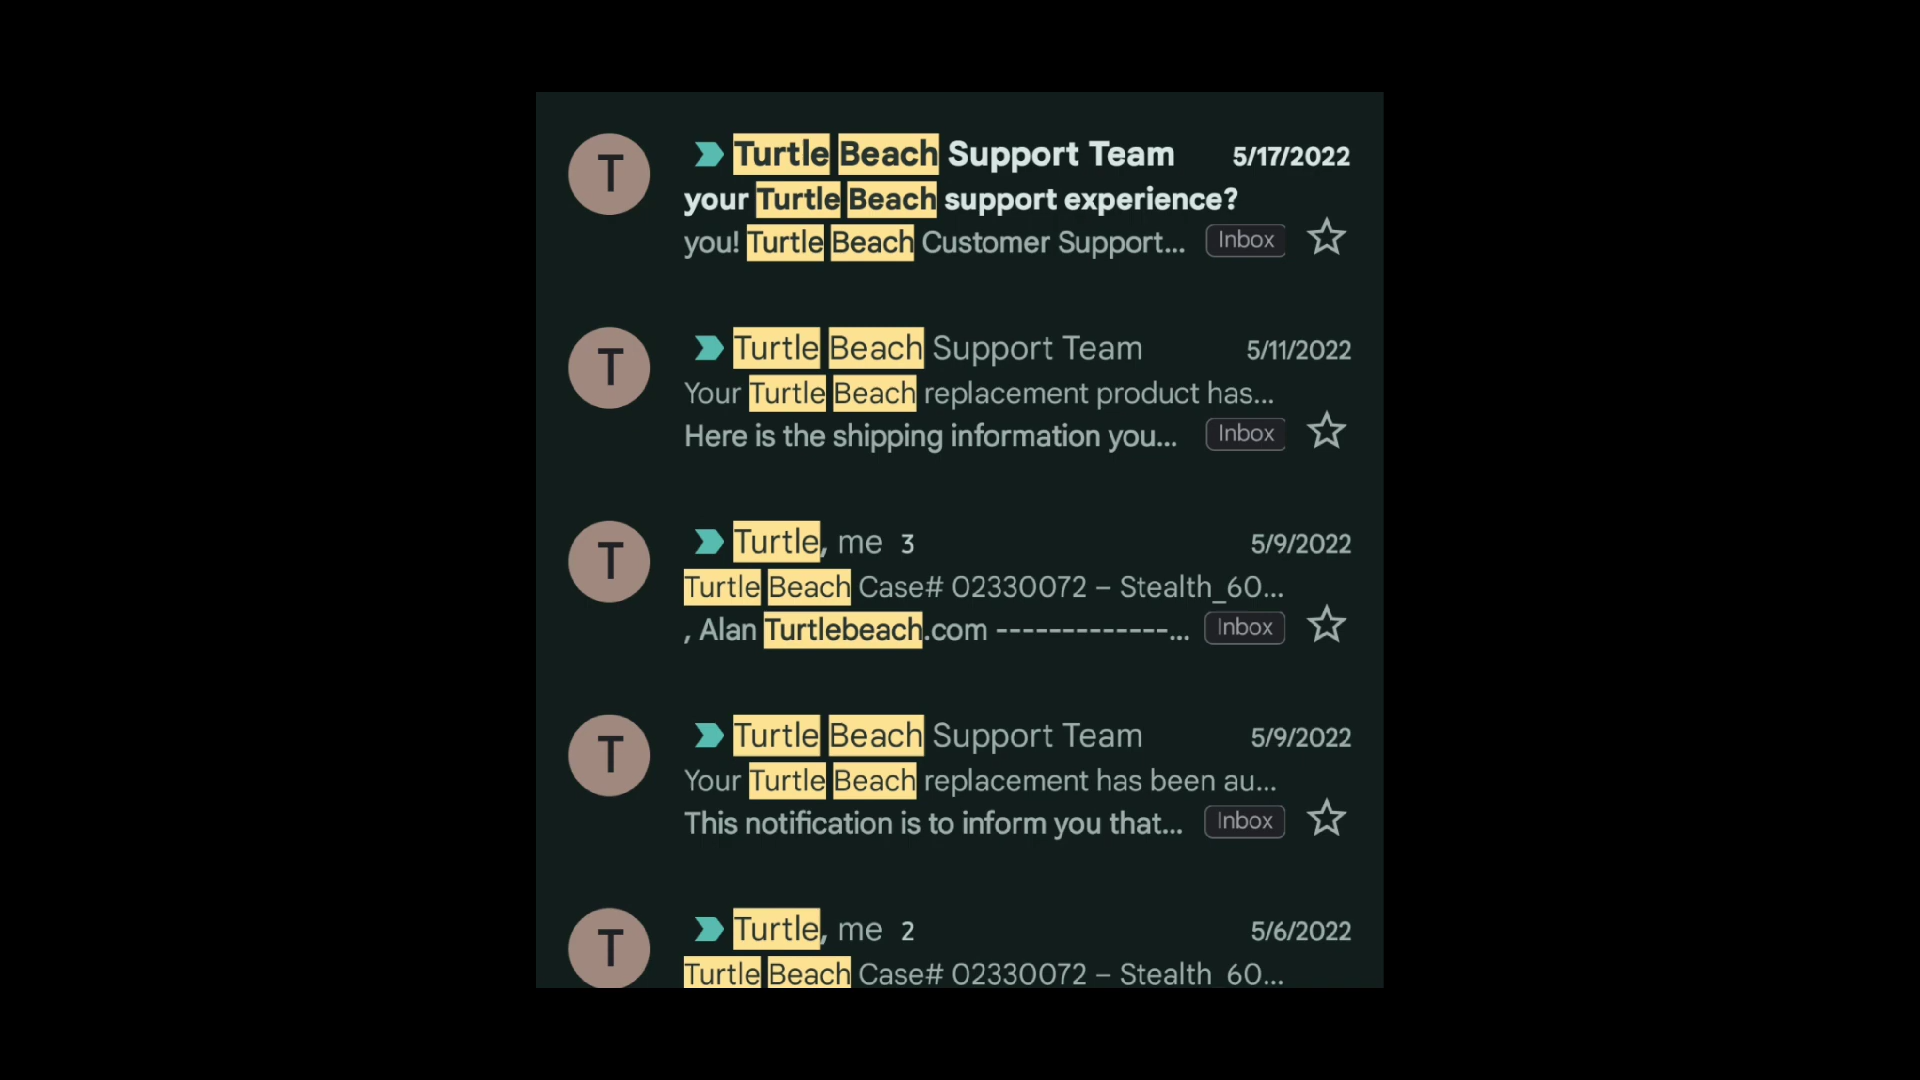 T
Turtle Beach Support Team 5/17/2022
your Turtle Beach support experience?
you! Turtle Beach Customer Support... Inbox
T
Turtle Beach Support Team 5/11/2022
Your Turtle Beach replacement product has...
Here is the shipping information you... Inbox
T
Turtle, me 3 5/9/2022
Turtle Beach Case# 02330072 – Stealth_60...
, Alan Turtlebeach.com -------------... Inbox
T
Turtle Beach Support Team 5/9/2022
Your Turtle Beach replacement has been au...
This notification is to inform you that... Inbox
T
Turtle, me 2 5/6/2022
Turtle Beach Case# 02330072 – Stealth_60...